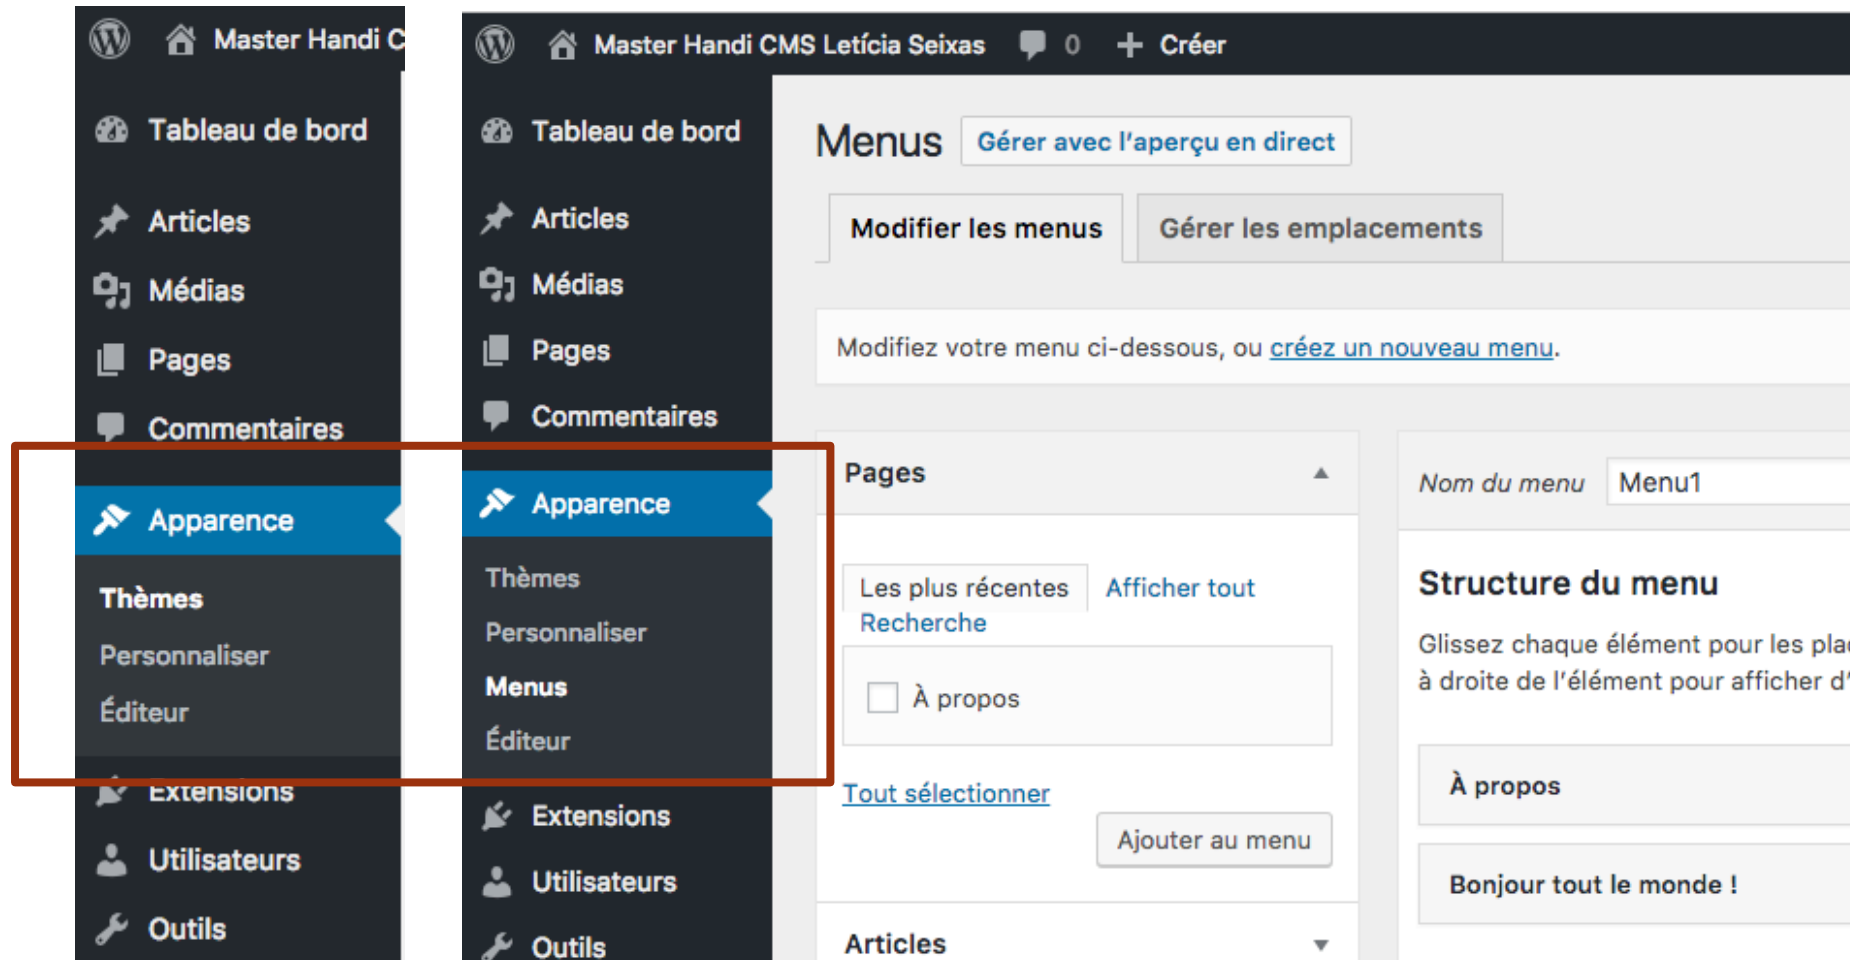 Master Handi C
Tableau de bord
Articles
Médias
Pages
Commentaires
Apparence
Thèmes
Personnaliser
Éditeur
Extensions
Utilisateurs
Outils
Master Handi CMS Letícia Seixas 0 + Créer
Tableau de bord
Articles
Médias
Pages
Commentaires
Apparence
Thèmes
Personnaliser
Menus
Éditeur
Extensions
Utilisateurs
Outils
Menus Gérer avec l'aperçu en direct
Modifier les menus Gérer les emplacements
Modifiez votre menu ci-dessous, ou créez un nouveau menu.
Pages
Les plus récentes Afficher tout
Recherche
À propos
Tout sélectionner
Ajouter au menu
Articles
Nom du menu Menu1
Structure du menu
Glissez chaque élément pour les plac
à droite de l'élément pour afficher d'
À propos
Bonjour tout le monde !